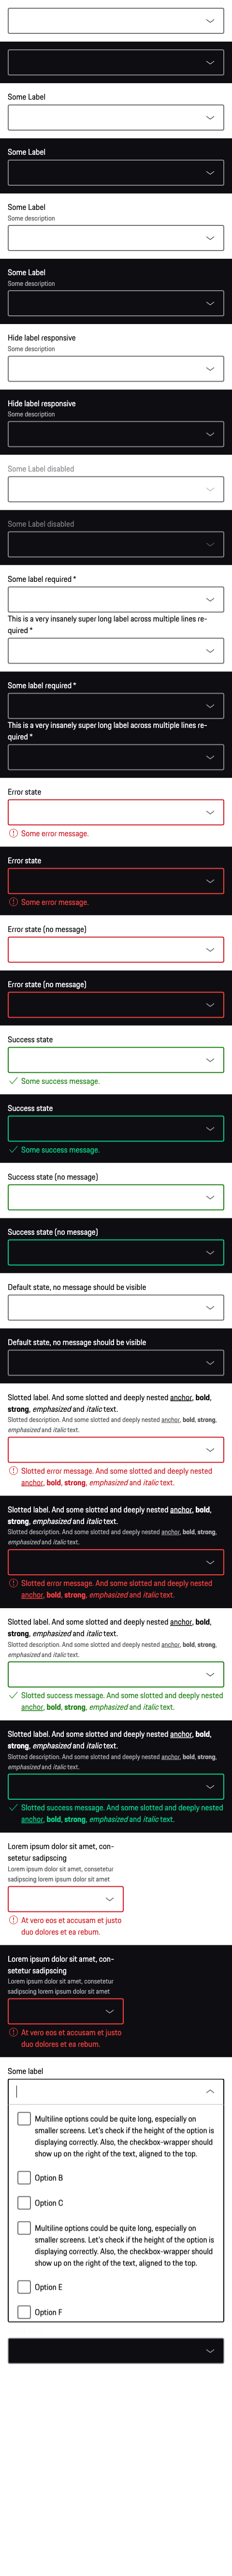 Some Label
Some Label
Some Label
Some description
Some Label
Some description
Hide label responsive
Some description
Hide label responsive
Some description
Some Label disabled
Some Label disabled
Some label required *
This is a very insanely super long label across multiple lines re-
quired *
Some label required *
This is a very insanely super long label across multiple lines re-
quired *
Error state
Some error message.
Error state
Some error message.
Error state (no message)
Error state (no message)
Success state
Some success message.
Success state
Some success message.
Success state (no message)
Success state (no message)
Default state, no message should be visible
Default state, no message should be visible
Slotted label. And some slotted and deeply nested anchor, bold,
strong, emphasized and italic text.
Slotted description. And some slotted and deeply nested anchor, bold, strong,
emphasized and italic text.
Slotted error message. And some slotted and deeply nested
anchor, bold, strong, emphasized and italic text.
Slotted label. And some slotted and deeply nested anchor, bold,
strong, emphasized and italic text.
Slotted description. And some slotted and deeply nested anchor, bold, strong,
emphasized and italic text.
Slotted error message. And some slotted and deeply nested
anchor, bold, strong, emphasized and italic text.
Slotted label. And some slotted and deeply nested anchor, bold,
strong, emphasized and italic text.
Slotted description. And some slotted and deeply nested anchor, bold, strong,
emphasized and italic text.
Slotted success message. And some slotted and deeply nested
anchor, bold, strong, emphasized and italic text.
Slotted label. And some slotted and deeply nested anchor, bold,
strong, emphasized and italic text.
Slotted description. And some slotted and deeply nested anchor, bold, strong,
emphasized and italic text.
Slotted success message. And some slotted and deeply nested
anchor, bold, strong, emphasized and italic text.
Lorem ipsum dolor sit amet, con-
setetur sadipscing
Lorem ipsum dolor sit amet, consetetur
sadipscing lorem ipsum dolor sit amet
At vero eos et accusam et justo
duo dolores et ea rebum.
Lorem ipsum dolor sit amet, con-
setetur sadipscing
Lorem ipsum dolor sit amet, consetetur
sadipscing lorem ipsum dolor sit amet
At vero eos et accusam et justo
duo dolores et ea rebum.
Some label
Multiline options could be quite long, especially on
smaller screens. Let's check if the height of the option is
displaying correctly. Also, the checkbox-wrapper should
show up on the right of the text, aligned to the top.
Option B
Option C
Multiline options could be quite long, especially on
smaller screens. Let's check if the height of the option is
displaying correctly. Also, the checkbox-wrapper should
show up on the right of the text, aligned to the top.
Option E
Option F